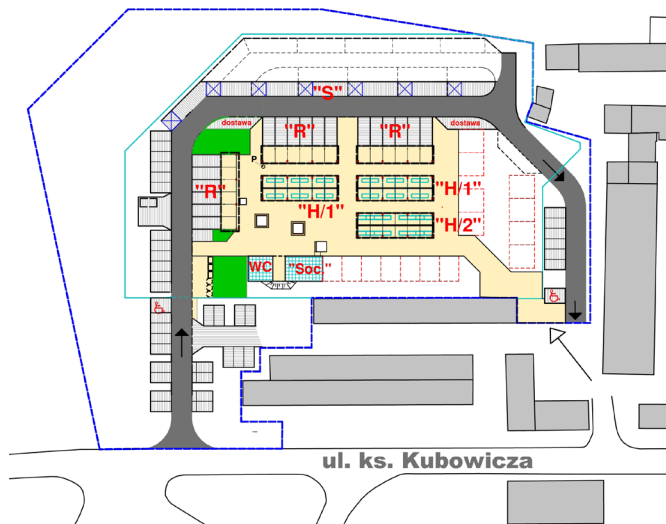 "S"
dostawa
dostawa
"R"
"R"
P
"R"
"H/1"
"H/1"
"H/2"
WC
"Soc."
ul. ks. Kubowicza